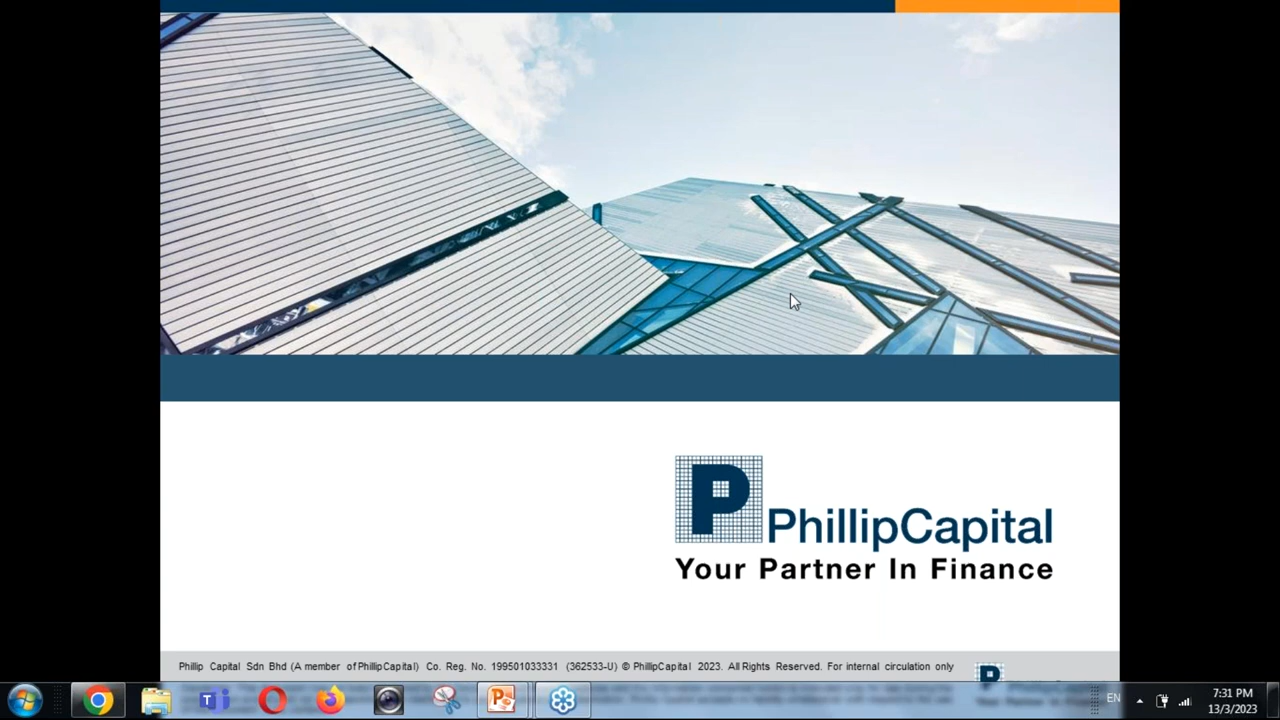 P PhillipCapital
Your Partner In Finance
Phillip Capital Sdn Bhd (A member of PhillipCapital) Co. Reg. No. 199501033331 (362533-U) © PhillipCapital 2023. All Rights Reserved. For internal circulation only
EN
7:31 PM
13/3/2023